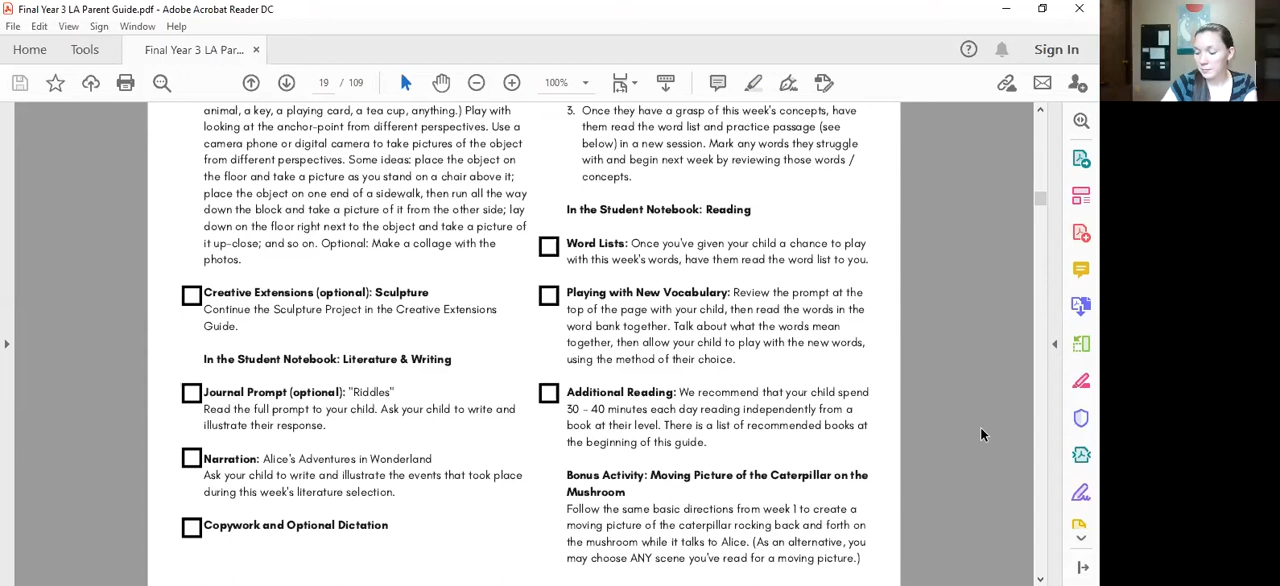 Final Year 3 LA Parent Guide.pdf - Adobe Acrobat Reader DC
File Edit View Sign Window Help
Home Tools Final Year 3 LA Par... × Sign In
19 / 109 100%
animal, a key, a playing card, a tea cup, anything.) Play with
looking at the anchor-point from different perspectives. Use a
camera phone or digital camera to take pictures of the object
from different perspectives. Some ideas: place the object on
the floor and take a picture as you stand on a chair above it;
place the object on one end of a sidewalk, then run all the way
down the block and take a picture of it from the other side; lay
down on the floor right next to the object and take a picture of
it up-close; and so on. Optional: Make a collage with the
photos.
Creative Extensions (optional): Sculpture
Continue the Sculpture Project in the Creative Extensions
Guide.
In the Student Notebook: Literature & Writing
Journal Prompt (optional): "Riddles"
Read the full prompt to your child. Ask your child to write and
illustrate their response.
Narration: Alice's Adventures in Wonderland
Ask your child to write and illustrate the events that took place
during this week's literature selection.
Copywork and Optional Dictation
3. Once they have a grasp of this week's concepts, have
them read the word list and practice passage (see
below) in a new session. Mark any words they struggle
with and begin next week by reviewing those words /
concepts.
In the Student Notebook: Reading
Word Lists: Once you've given your child a chance to play
with this week's words, have them read the word list to you.
Playing with New Vocabulary: Review the prompt at the
top of the page with your child, then read the words in the
word bank together. Talk about what the words mean
together, then allow your child to play with the new words,
using the method of their choice.
Additional Reading: We recommend that your child spend
30 - 40 minutes each day reading independently from a
book at their level. There is a list of recommended books at
the beginning of this guide.
Bonus Activity: Moving Picture of the Caterpillar on the
Mushroom
Follow the same basic directions from week 1 to create a
moving picture of the caterpillar rocking back and forth on
the mushroom while it talks to Alice. (As an alternative, you
may choose ANY scene you've read for a moving picture.)